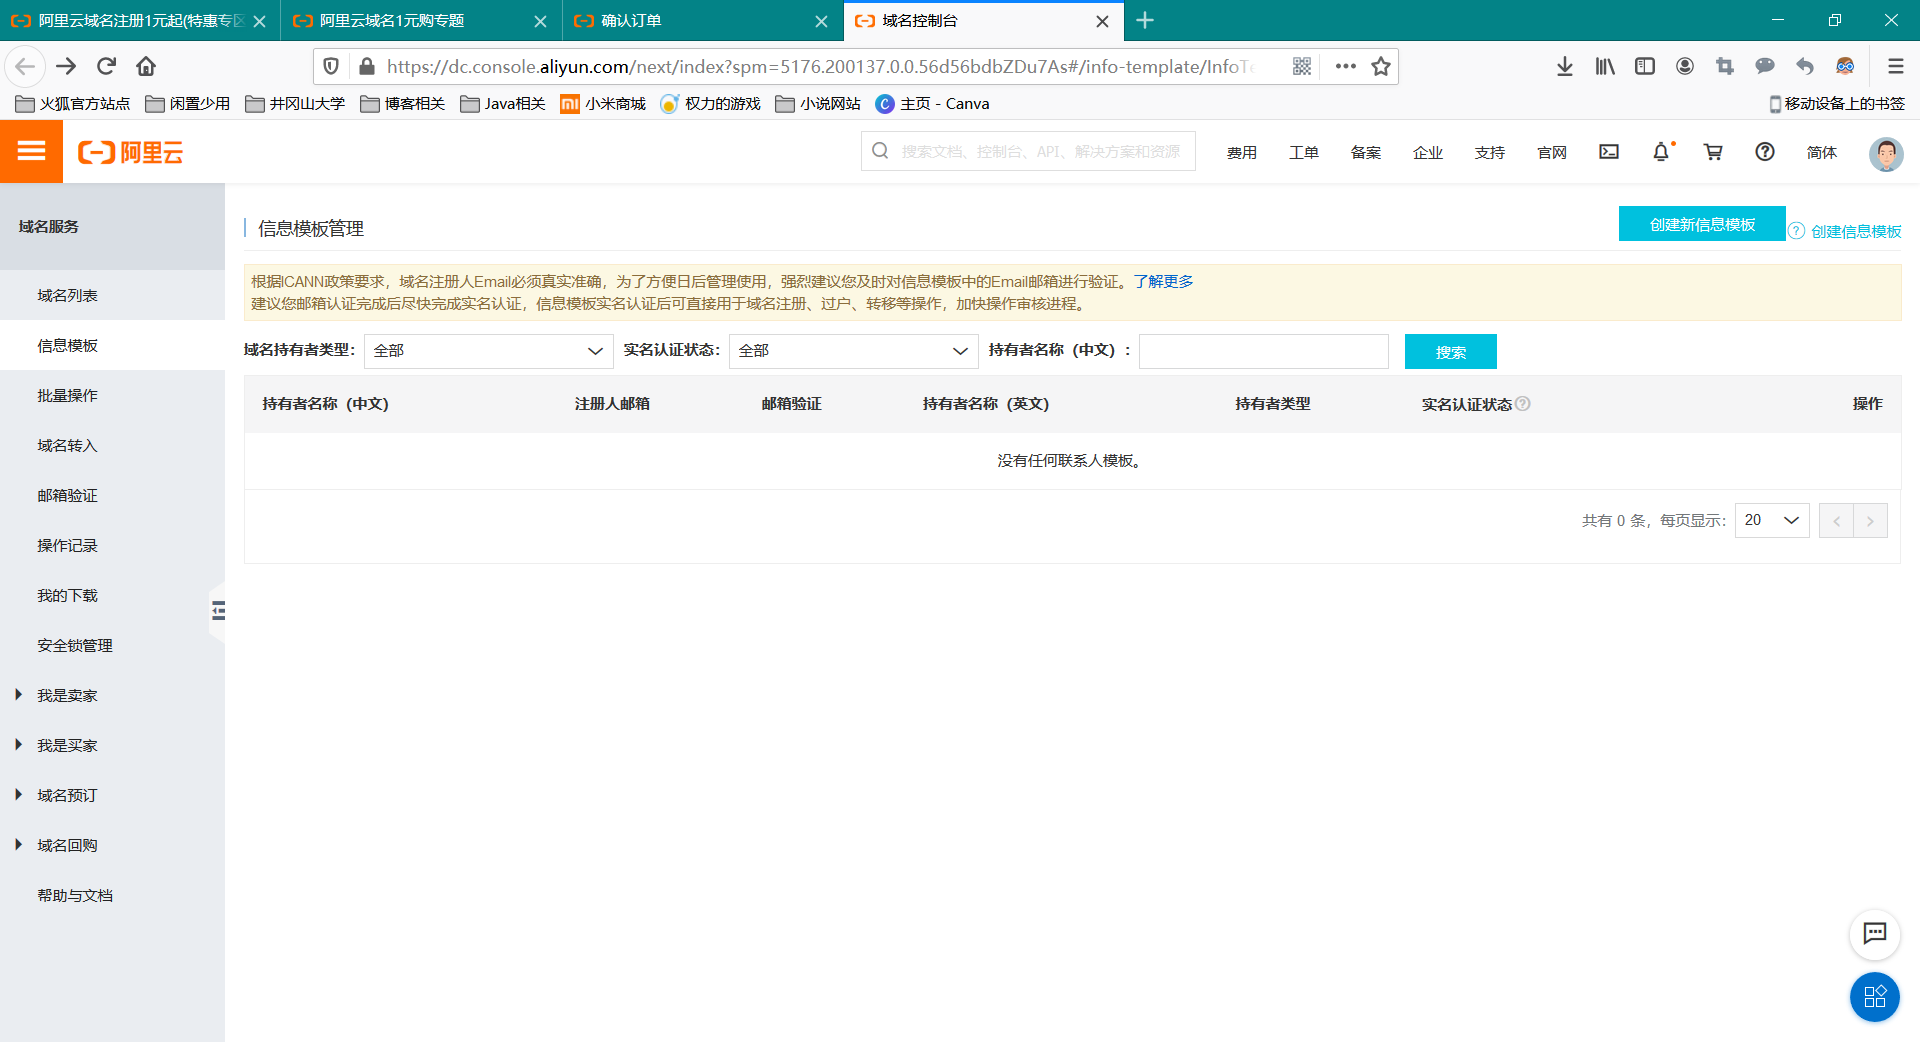 阿里云域名注册1元起(特惠专区
阿里云域名1元购专题
确认订单
域名控制台
https://dc.console.aliyun.com/next/index?spm=5176.200137.0.0.56d56bdbZDu7As#/info-template/InfoTe
火狐官方站点
闲置少用
井冈山大学
博客相关
Java相关
小米商城
权力的游戏
小说网站
主页 - Canva
移动设备上的书签
阿里云
搜索文档、控制台、API、解决方案和资源
费用
工单
备案
企业
支持
官网
简体
域名服务
域名列表
信息模板
批量操作
域名转入
邮箱验证
操作记录
我的下载
安全锁管理
我是卖家
我是买家
域名预订
域名回购
帮助与文档
信息模板管理
创建新信息模板
创建信息模板
根据ICANN政策要求，域名注册人Email必须真实准确，为了方便日后管理使用，强烈建议您及时对信息模板中的Email邮箱进行验证。了解更多
建议您邮箱认证完成后尽快完成实名认证，信息模板实名认证后可直接用于域名注册、过户、转移等操作，加快操作审核进程。
域名持有者类型： 全部
实名认证状态： 全部
持有者名称（中文）：
搜索
持有者名称（中文） 注册人邮箱 邮箱验证 持有者名称（英文） 持有者类型 实名认证状态 操作
没有任何联系人模板。
共有 0 条，每页显示： 20